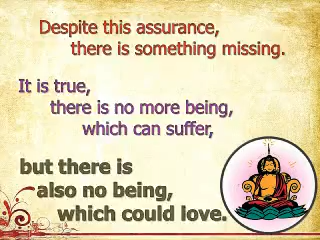 Despite this assurance,
there is something missing.
It is true,
there is no more being,
which can suffer,
but there is
also no being,
which could love.